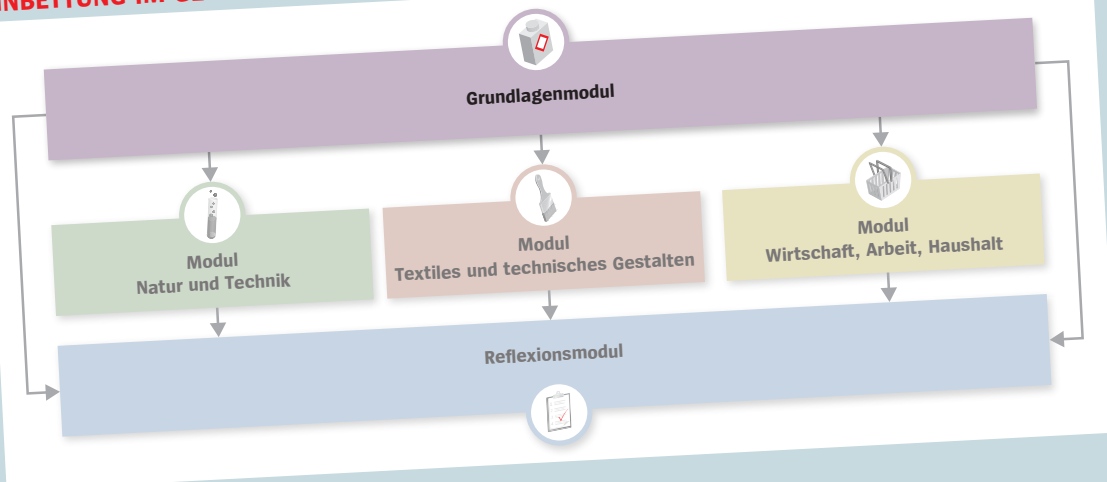 Grundlagenmodul
Modul
Natur und Technik
Modul
Textiles und technisches Gestalten
Modul
Wirtschaft, Arbeit, Haushalt
Reflexionsmodul